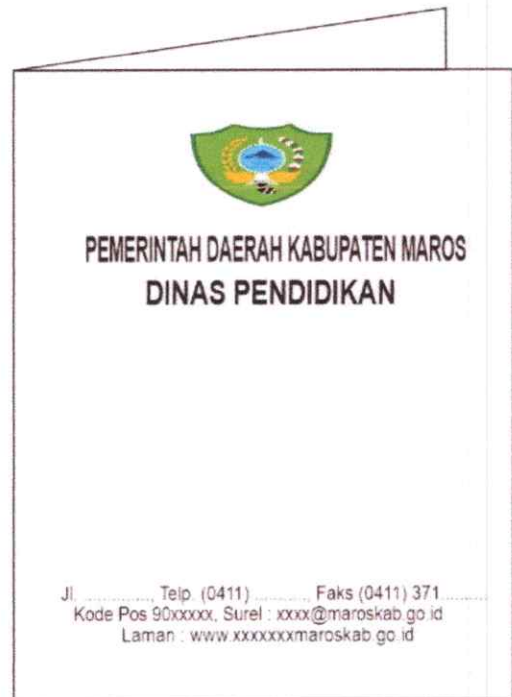 PEMERINTAH DAERAH KABUPATEN MAROS
DINAS PENDIDIKAN
Jl. .............., Telp. (0411) ..........., Faks (0411) 371..........
Kode Pos 90xxxxx, Surel : xxxx@maroskab.go.id
Laman : www.xxxxxxxmaroskab.go.id